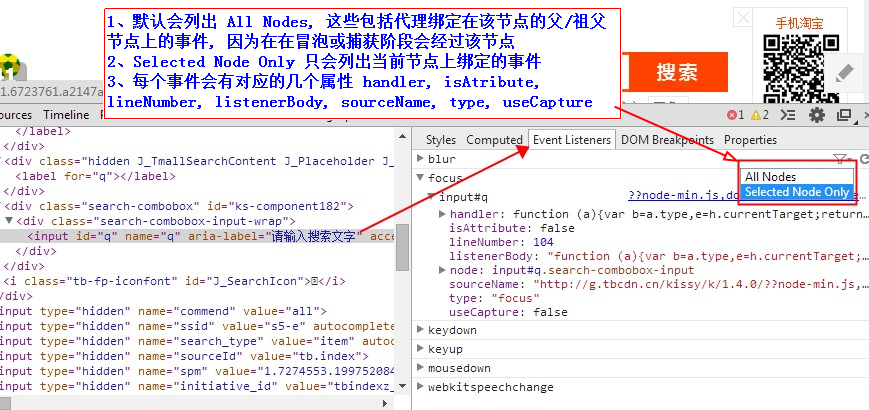 1、默认会列出 All Nodes, 这些包括代理绑定在该节点的父/祖父
节点上的事件, 因为在在冒泡或捕获阶段会经过该节点
2、Selected Node Only 只会列出当前节点上绑定的事件
3、每个事件会有对应的几个属性 handler, isAtribute,
lineNumber, listenerBody, sourceName, type, useCapture
手机淘宝
搜索
1.6723761.a2147a
ources Timeline
1 2
</label>
</div>
<div class="hidden J_TmallSearchContent J_Placeholder J_
<label for="q"></label>
</div>
<div class="search-combobox" id="ks-component182">
<div class="search-combobox-input-wrap">
<input id="q" name="q" aria-label="请输入搜索文字" acce
</div>
</div>
<i class="tb-fp-iconfont" id="J_SearchIcon"></i>
/div>
input type="hidden" name="commend" value="all">
input type="hidden" name="ssid" value="s5-e" autocomplete
input type="hidden" name="search_type" value="item" autoc
input type="hidden" name="sourceId" value="tb.index">
input type="hidden" name="spm" value="1.7274553.199752084
input type="hidden" name="initiative_id" value="tbindexz_
Styles Computed Event Listeners DOM Breakpoints Properties
blur
All Nodes
Selected Node Only
focus
input#q ??node-min.js,do
handler: function (a){var b=a.type,e=h.currentTarget;return…
isAttribute: false
lineNumber: 104
listenerBody: "function (a){var b=a.type,e=h.currentTarget;…
node: input#q.search-combobox-input
sourceName: "http://g.tbcdn.cn/kissy/k/1.4.0/??node-min.js,…
type: "focus"
useCapture: false
keydown
keyup
mousedown
webkitspeechchange